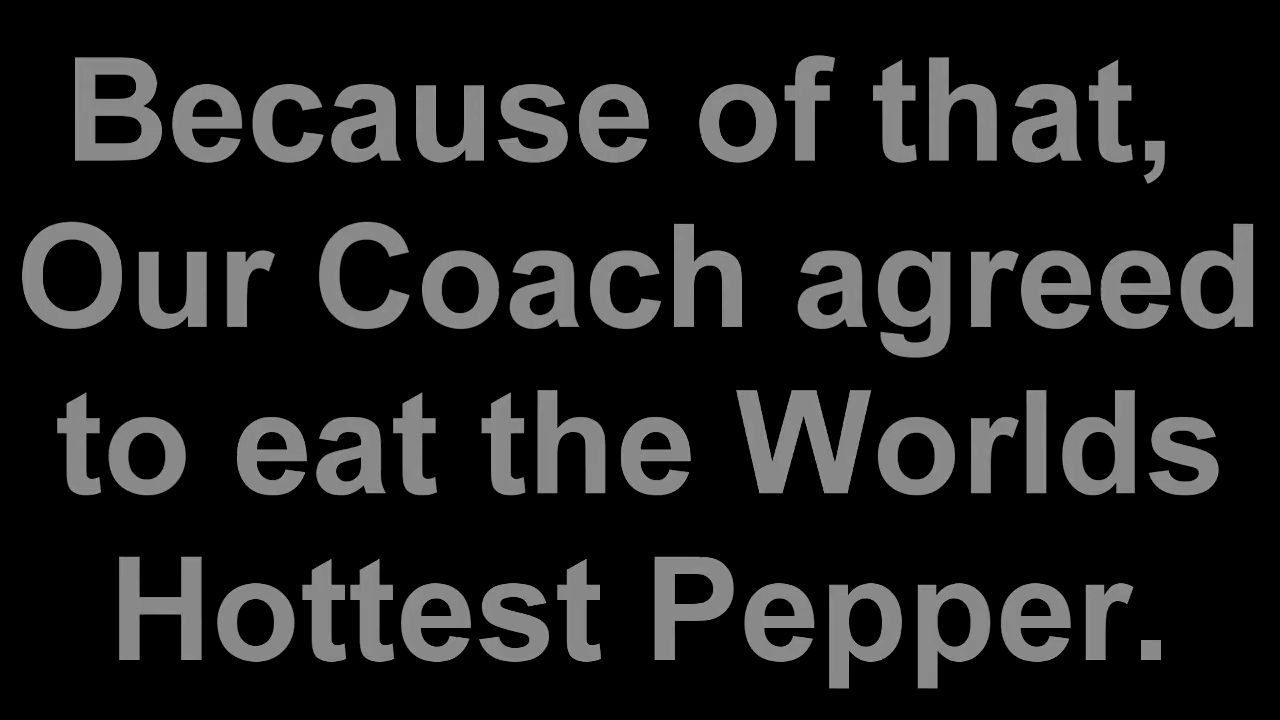 Because of that,
Our Coach agreed
to eat the Worlds
Hottest Pepper.